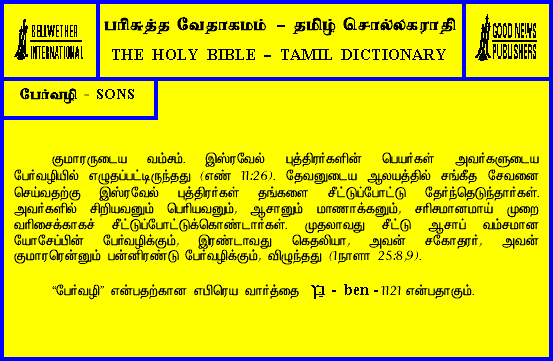 BELLWETHER
INTERNATIONAL
பரிசுத்த வேதாகமம் – தமிழ் சொல்லகராதி
THE HOLY BIBLE – TAMIL DICTIONARY
GOOD NEWS
PUBLISHERS
பேர்வழி - SONS
குமாரருடைய வம்சம். இஸ்ரவேல் புத்திரர்களின் பெயர்கள் அவர்களுடைய
பேர்வழியில் எழுதப்பட்டிருந்தது (எண் 11:26). தேவனுடைய ஆலயத்தில் சங்கீத சேவனை
செய்வதற்கு இஸ்ரவேல் புத்திரர்கள் தங்களை சீட்டுப்போட்டு தேர்ந்தெடுந்தார்கள்.
அவர்களில் சிறியவனும் பெரியவனும், ஆசானும் மாணாக்கனும், சரிசமானமாய் முறை
வரிசைக்காகச் சீட்டுப்போட்டுக்கொண்டார்கள். முதலாவது சீட்டு ஆசாப் வம்சமான
யோசேப்பின் பேர்வழிக்கும், இரண்டாவது கெதலியா, அவன் சகோதரர், அவன்
குமாரரென்னும் பன்னிரண்டு பேர்வழிக்கும், விழுந்தது (1நாளா 25:8,9).
“பேர்வழி” என்பதற்கான எபிரெய வார்த்தை בֵּן - ben - 1121 என்பதாகும்.